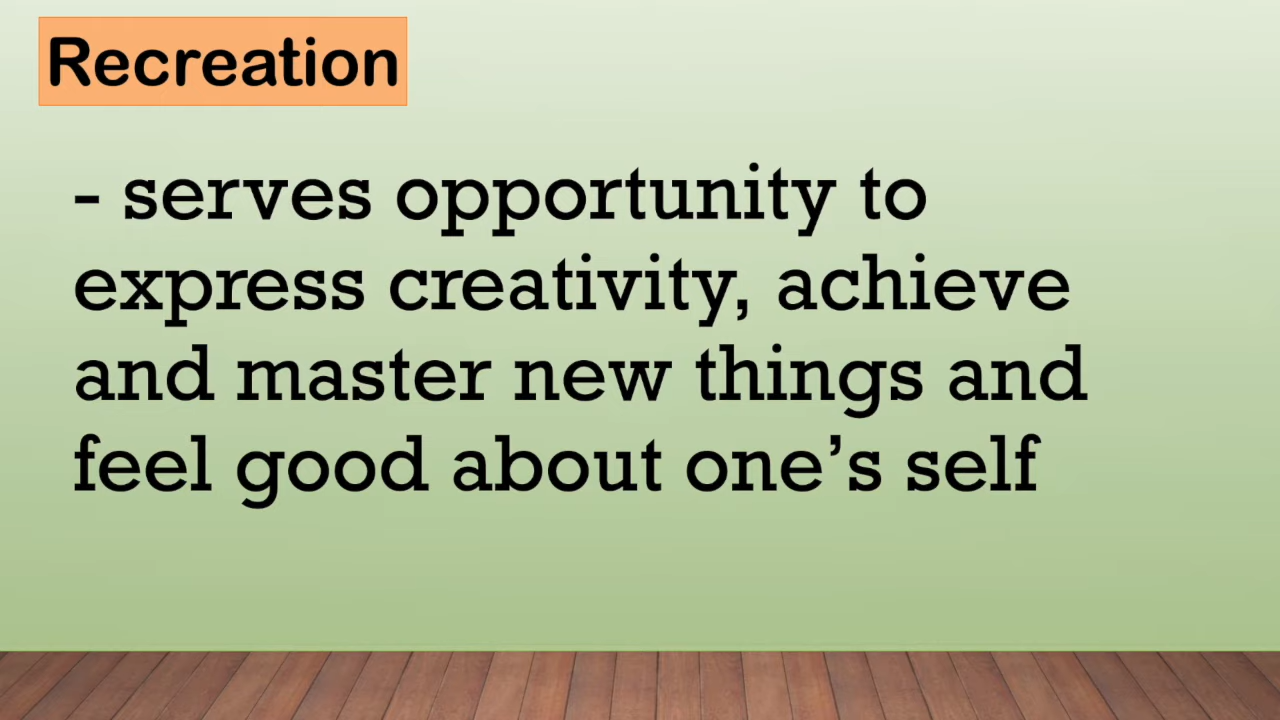 Recreation
- serves opportunity to
express creativity, achieve
and master new things and
feel good about one’s self